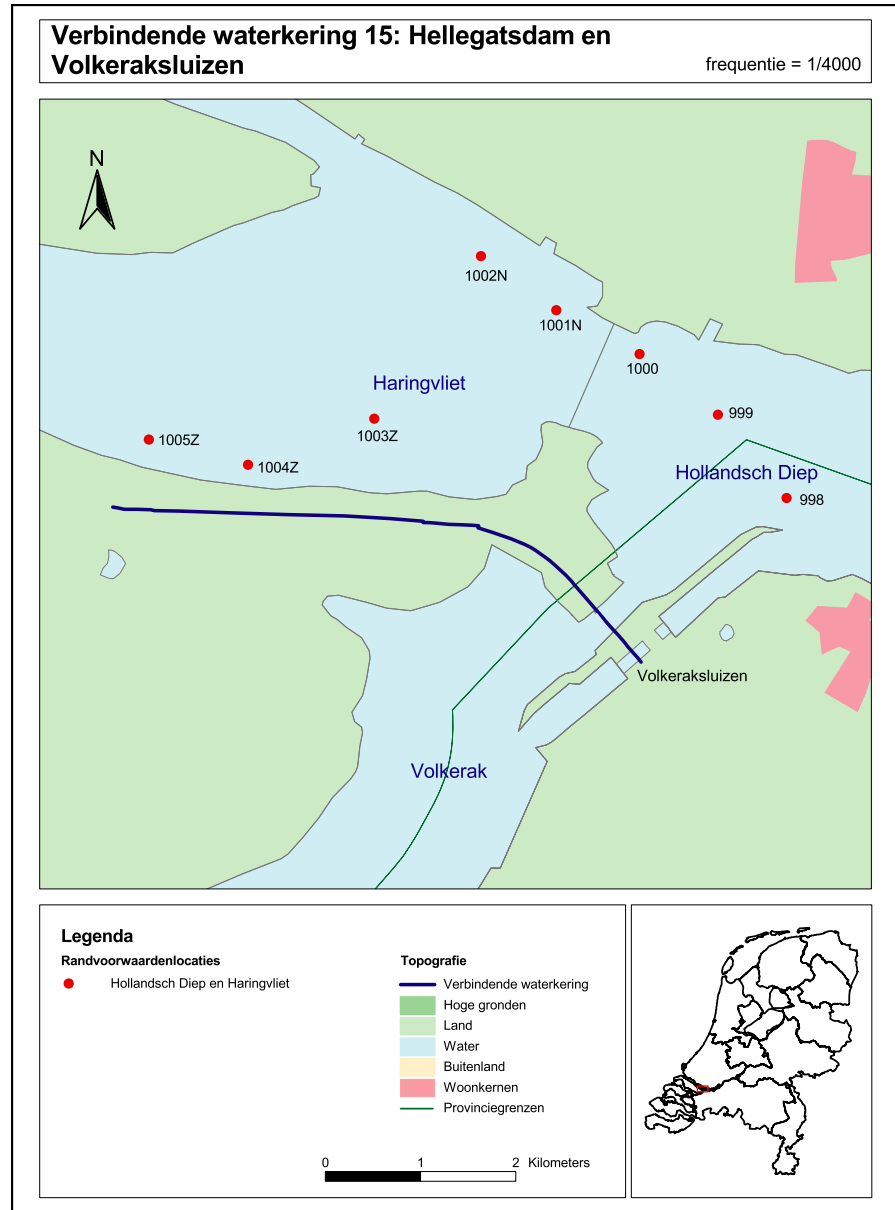 Verbindende waterkering 15: Hellegatsdam en
Volkeraksluizen
frequentie = 1/4000
N
1002N
1001N
1000
Haringvliet
999
1003Z
1005Z
1004Z
Hollandsch Diep
998
Volkeraksluizen
Volkerak
Legenda
Randvoorwaardenlocaties
Hollandsch Diep en Haringvliet
Topografie
Verbindende waterkering
Hoge gronden
Land
Water
Buitenland
Woonkernen
Provinciegrenzen
0 1 2 Kilometers